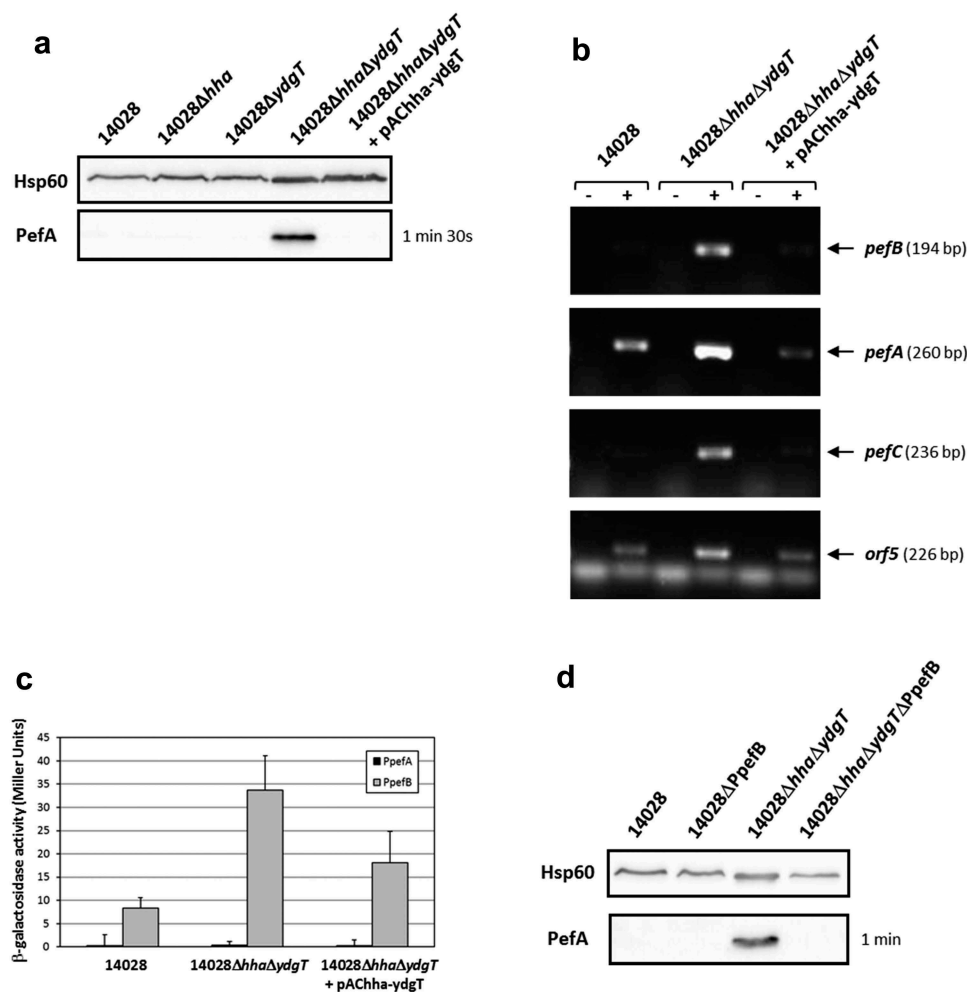 a
14028
14028Δhha
14028ΔydgT
14028ΔhhaΔydgT
14028ΔhhaΔydgT
+ pAChha-ydgT
Hsp60
PefA
1 min 30s
b
14028
14028ΔhhaΔydgT
14028ΔhhaΔydgT
+ pAChha-ydgT
- + - + - +
pefB (194 bp)
pefA (260 bp)
pefC (236 bp)
orf5 (226 bp)
c
β-galactosidase activity (Miller Units)
45
40
35
30
25
20
15
10
5
0
PpefA
PpefB
14028
14028ΔhhaΔydgT
14028ΔhhaΔydgT
+ pAChha-ydgT
d
14028
14028ΔPpefB
14028ΔhhaΔydgT
14028ΔhhaΔydgTΔPpefB
Hsp60
PefA
1 min